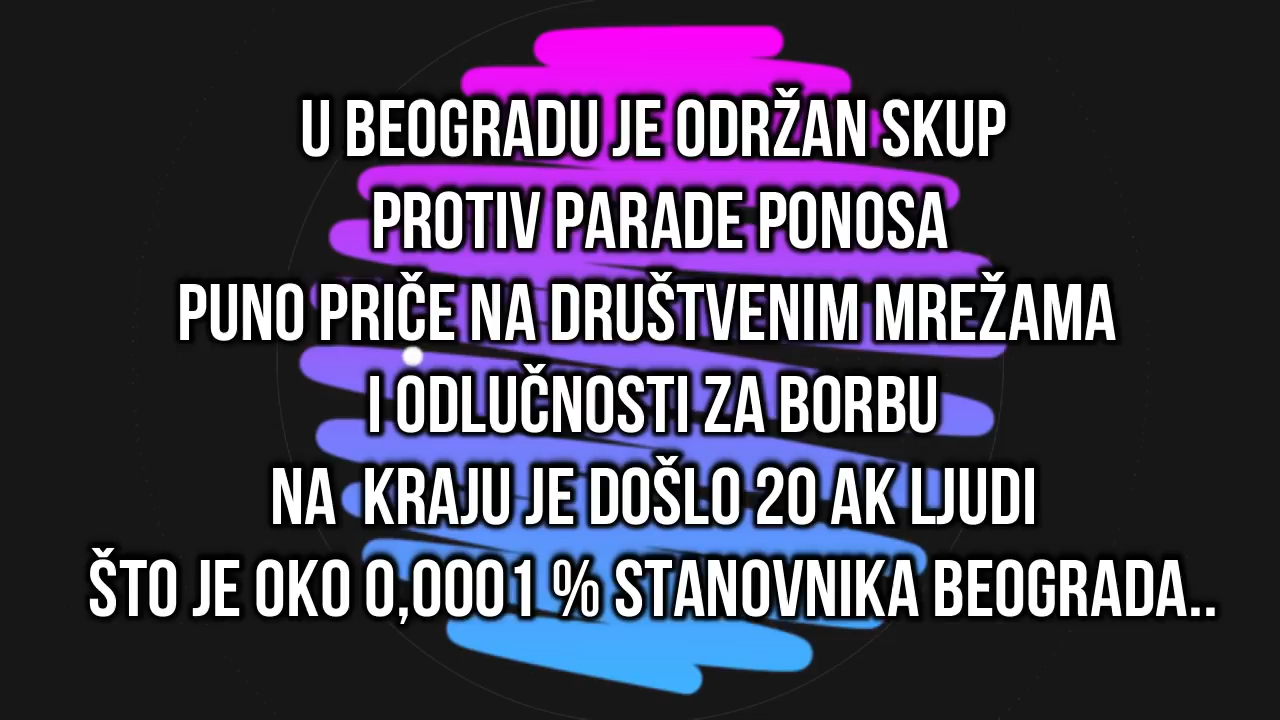 U BEOGRADU JE ODRŽAN SKUP
PROTIV PARADE PONOSA
PUNO PRIČE NA DRUŠTVENIM MREŽAMA
I ODLUČNOSTI ZA BORBU
NA  KRAJU JE DOŠLO 20 AK LJUDI
ŠTO JE OKO 0,0001 % STANOVNIKA BEOGRADA..